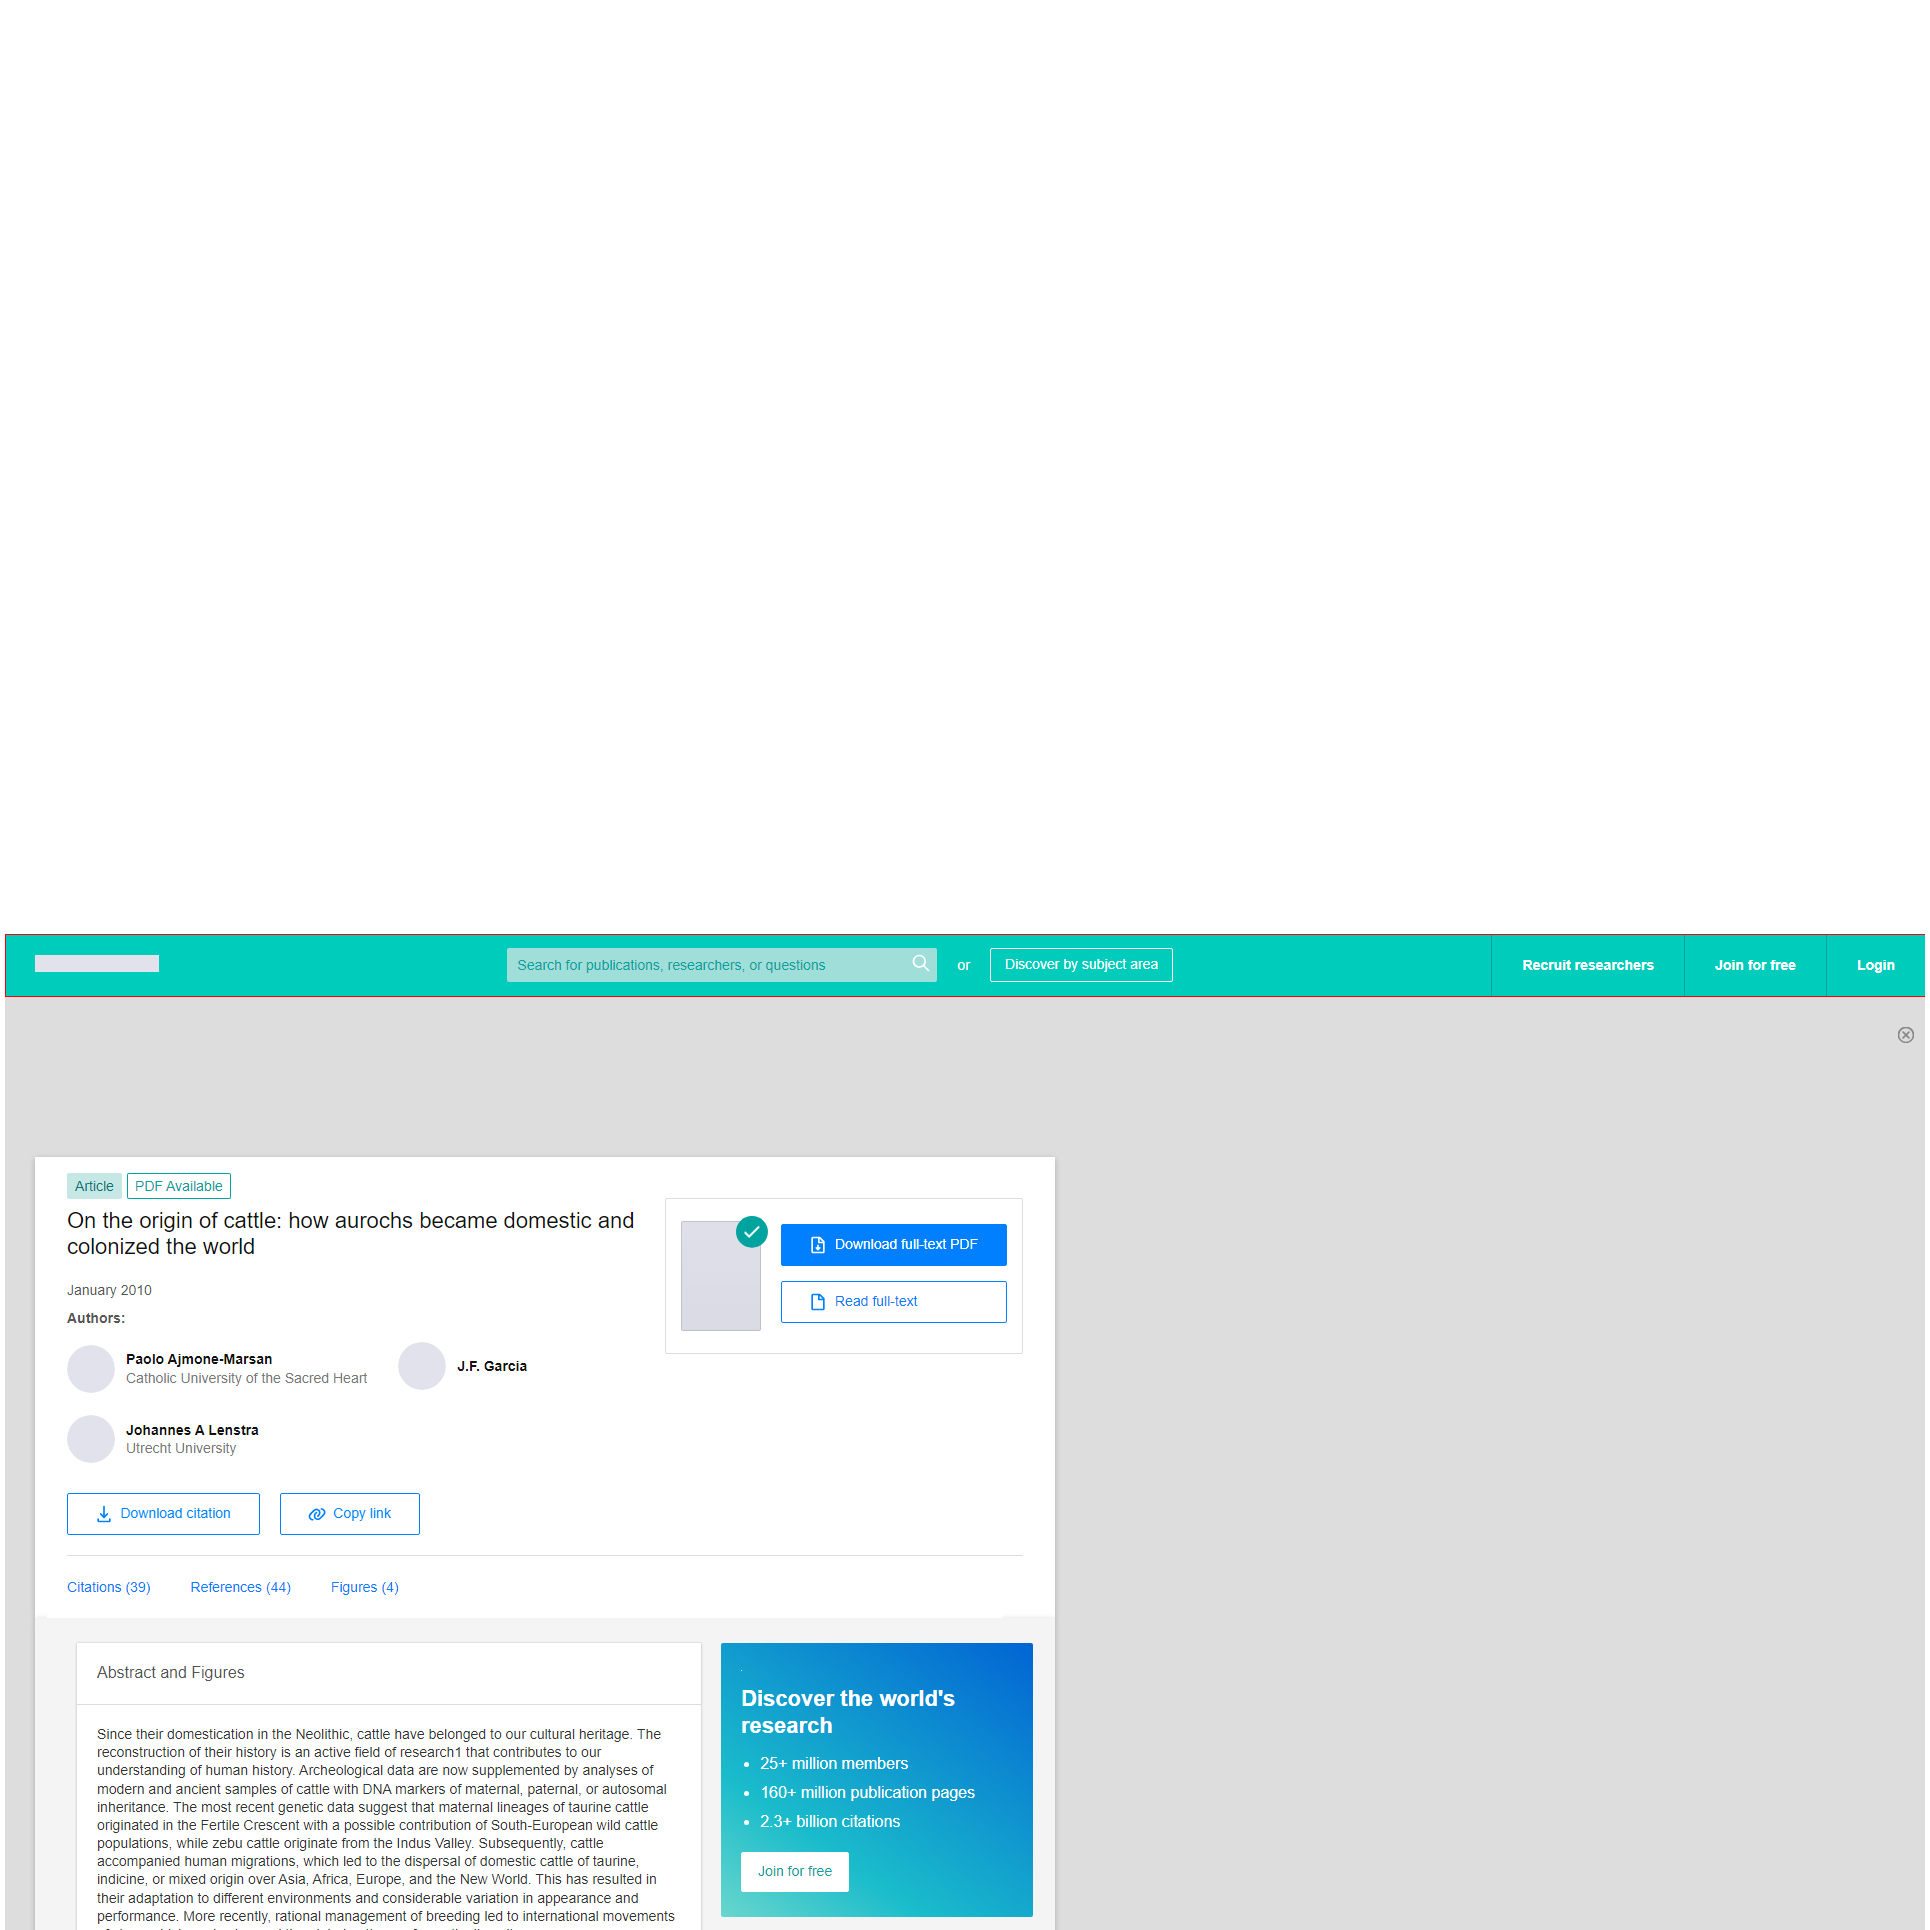 Search for publications, researchers, or questions
or
Discover by subject area
Recruit researchers
Join for free
Login
Article
PDF Available
On the origin of cattle: how aurochs became domestic and
colonized the world
January 2010
Authors:
Paolo Ajmone-Marsan
Catholic University of the Sacred Heart
J.F. Garcia
Johannes A Lenstra
Utrecht University
Download full-text PDF
Read full-text
Download citation
Copy link
Citations (39)
References (44)
Figures (4)
Abstract and Figures
Since their domestication in the Neolithic, cattle have belonged to our cultural heritage. The
reconstruction of their history is an active field of research1 that contributes to our
understanding of human history. Archeological data are now supplemented by analyses of
modern and ancient samples of cattle with DNA markers of maternal, paternal, or autosomal
inheritance. The most recent genetic data suggest that maternal lineages of taurine cattle
originated in the Fertile Crescent with a possible contribution of South-European wild cattle
populations, while zebu cattle originate from the Indus Valley. Subsequently, cattle
accompanied human migrations, which led to the dispersal of domestic cattle of taurine,
indicine, or mixed origin over Asia, Africa, Europe, and the New World. This has resulted in
their adaptation to different environments and considerable variation in appearance and
performance. More recently, rational management of breeding led to international movements
Discover the world's
research
• 25+ million members
• 160+ million publication pages
• 2.3+ billion citations
Join for free